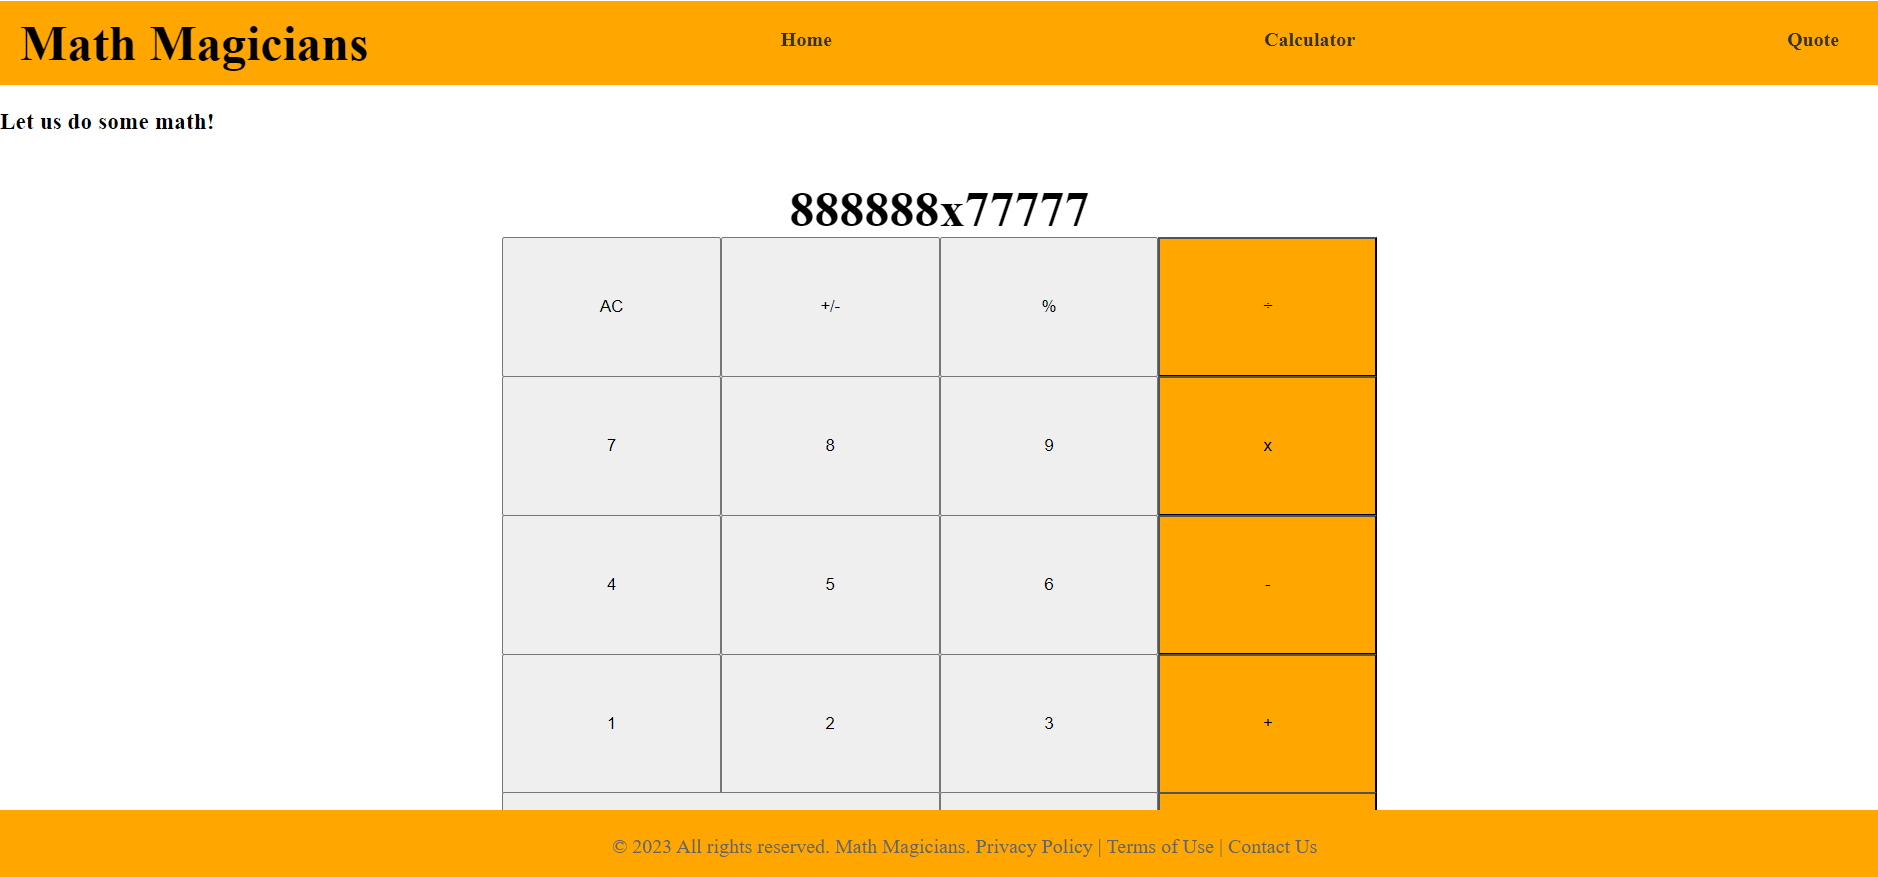 Math Magicians Home Calculator Quote
Let us do some math!
888888x77777
AC +/- % ÷
7 8 9 x
4 5 6 -
1 2 3 +
© 2023 All rights reserved. Math Magicians. Privacy Policy | Terms of Use | Contact Us